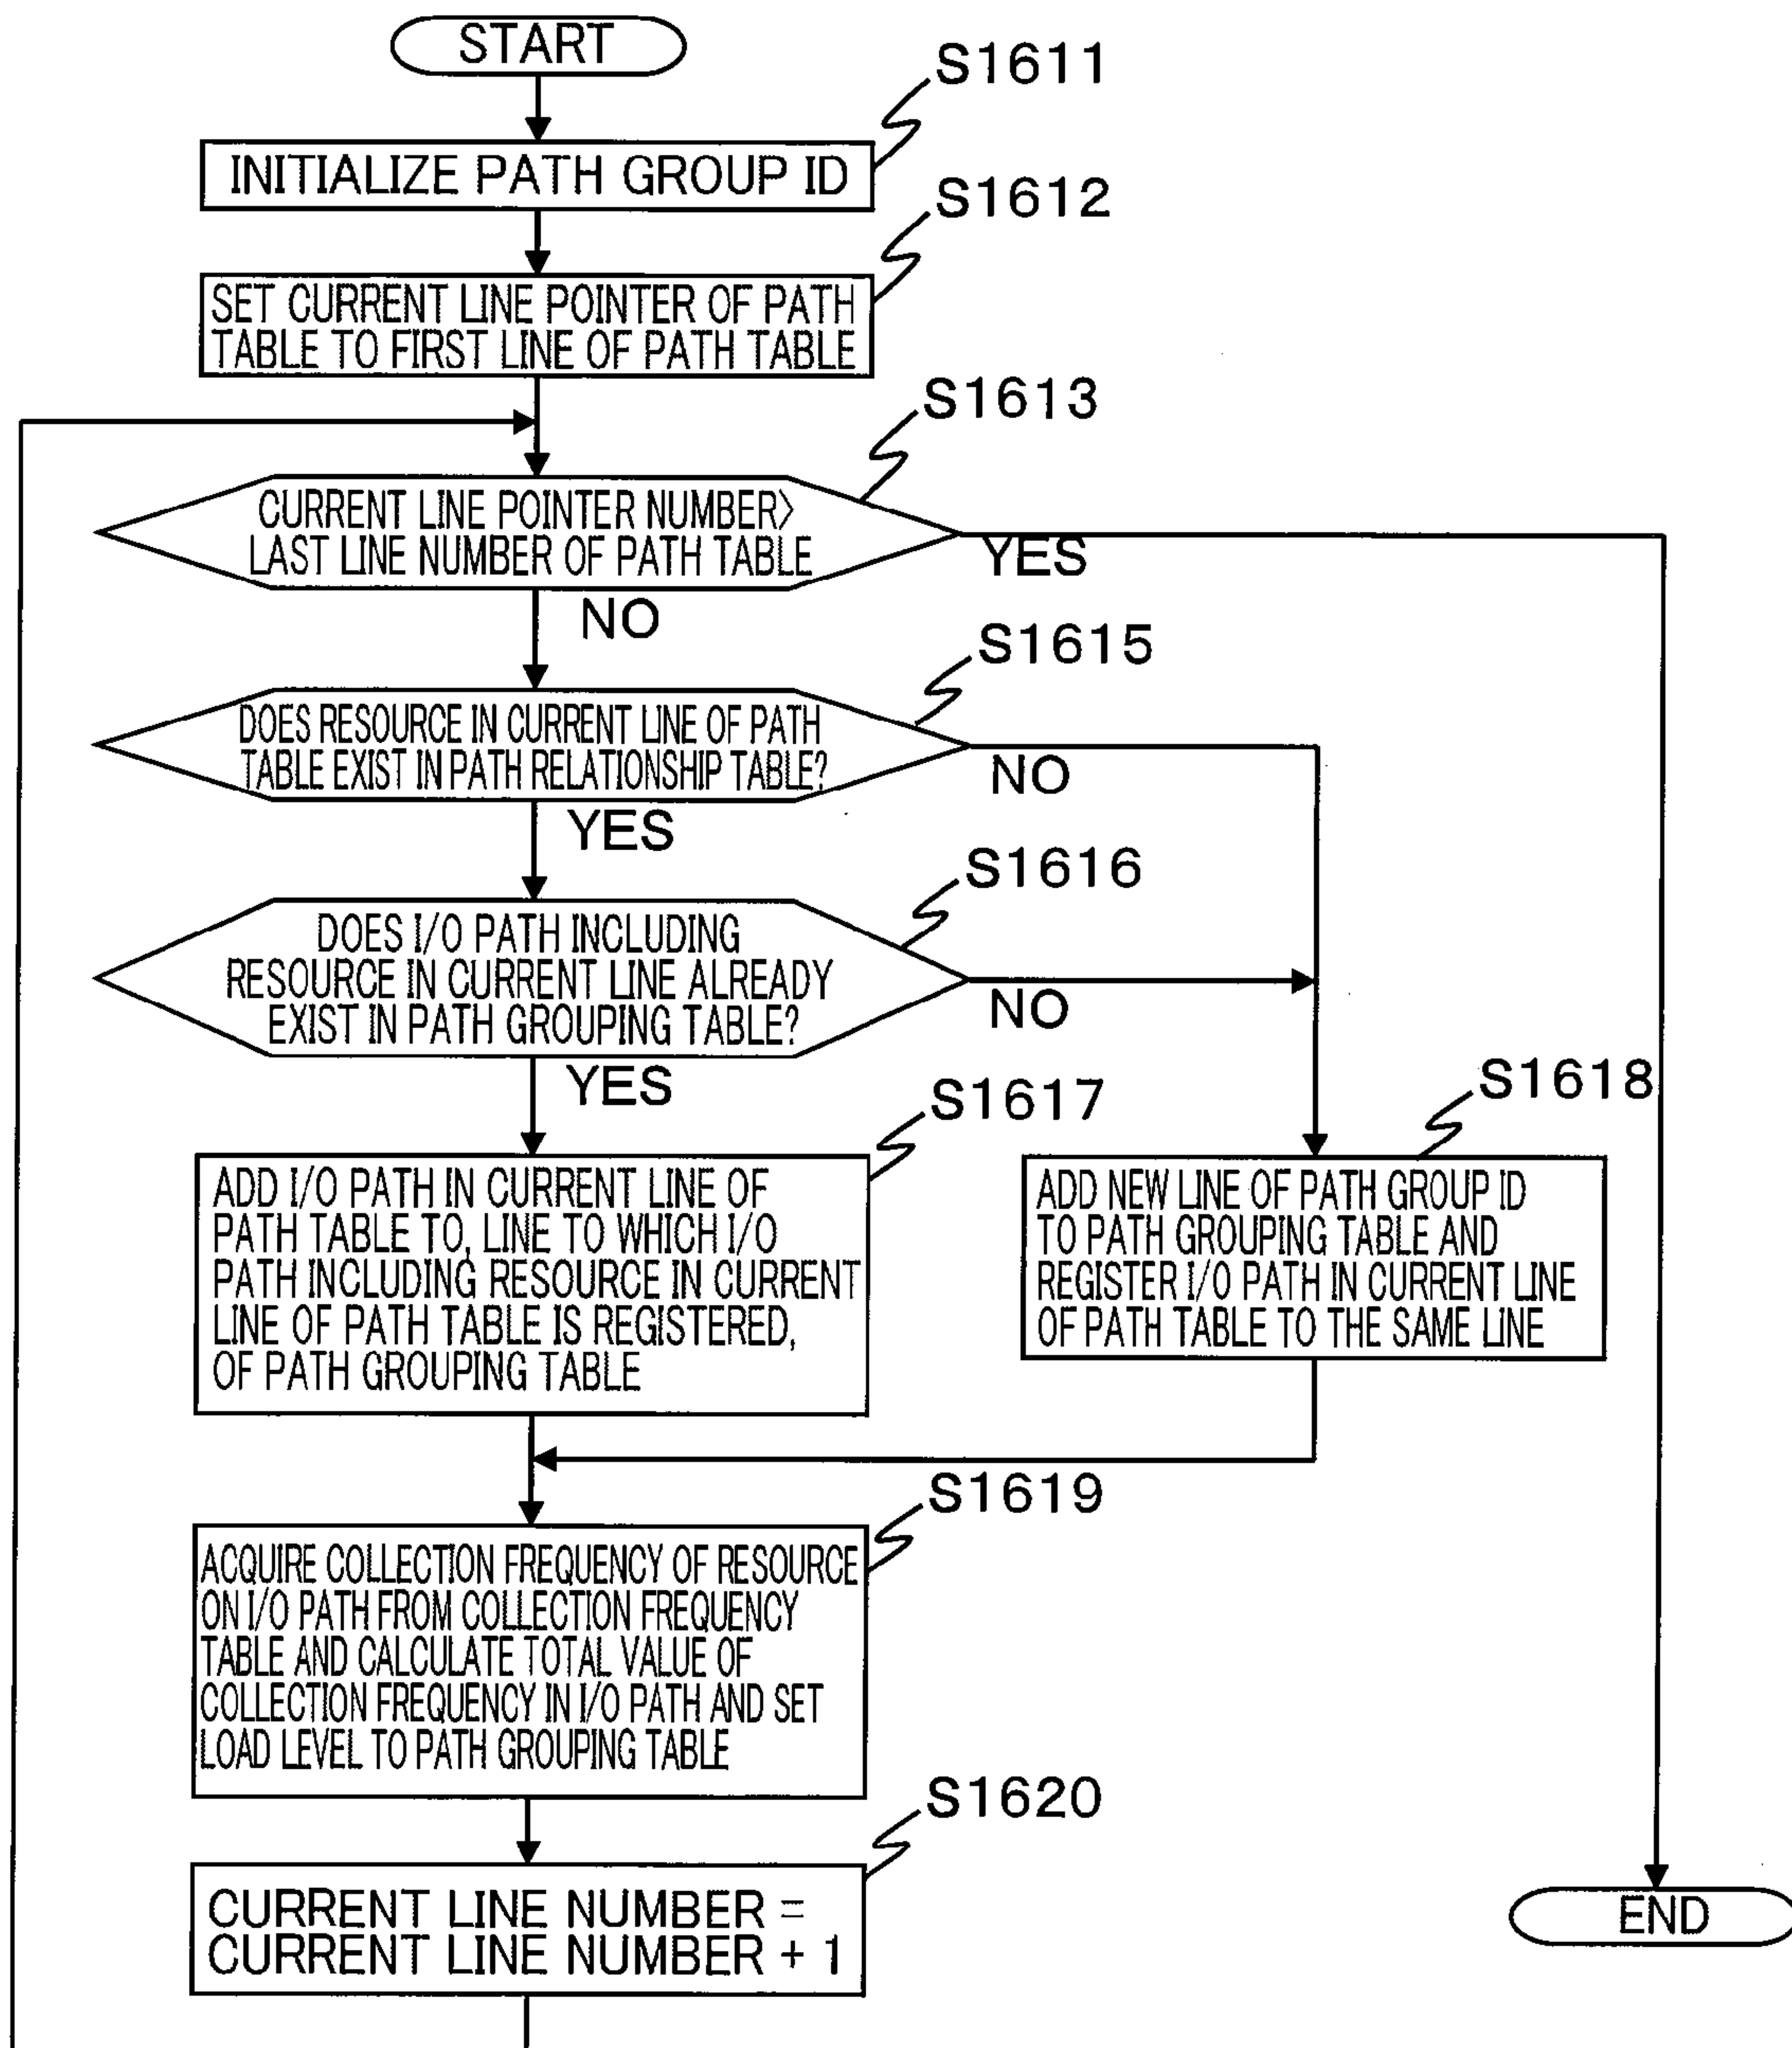 START
S1611
INITIALIZE PATH GROUP ID
S1612
SET CURRENT LINE POINTER OF PATH
TABLE TO FIRST LINE OF PATH TABLE
S1613
CURRENT LINE POINTER NUMBER>
LAST LINE NUMBER OF PATH TABLE
YES
NO
S1615
DOES RESOURCE IN CURRENT LINE OF PATH
TABLE EXIST IN PATH RELATIONSHIP TABLE?
NO
YES
S1616
DOES I/O PATH INCLUDING
RESOURCE IN CURRENT LINE ALREADY
EXIST IN PATH GROUPING TABLE?
NO
YES
S1617
ADD I/O PATH IN CURRENT LINE OF
PATH TABLE TO, LINE TO WHICH I/O
PATH INCLUDING RESOURCE IN CURRENT
LINE OF PATH TABLE IS REGISTERED,
OF PATH GROUPING TABLE
S1618
ADD NEW LINE OF PATH GROUP ID
TO PATH GROUPING TABLE AND
REGISTER I/O PATH IN CURRENT LINE
OF PATH TABLE TO THE SAME LINE
S1619
ACQUIRE COLLECTION FREQUENCY OF RESOURCE
ON I/O PATH FROM COLLECTION FREQUENCY
TABLE AND CALCULATE TOTAL VALUE OF
COLLECTION FREQUENCY IN I/O PATH AND SET
LOAD LEVEL TO PATH GROUPING TABLE
S1620
CURRENT LINE NUMBER =
CURRENT LINE NUMBER + 1
END